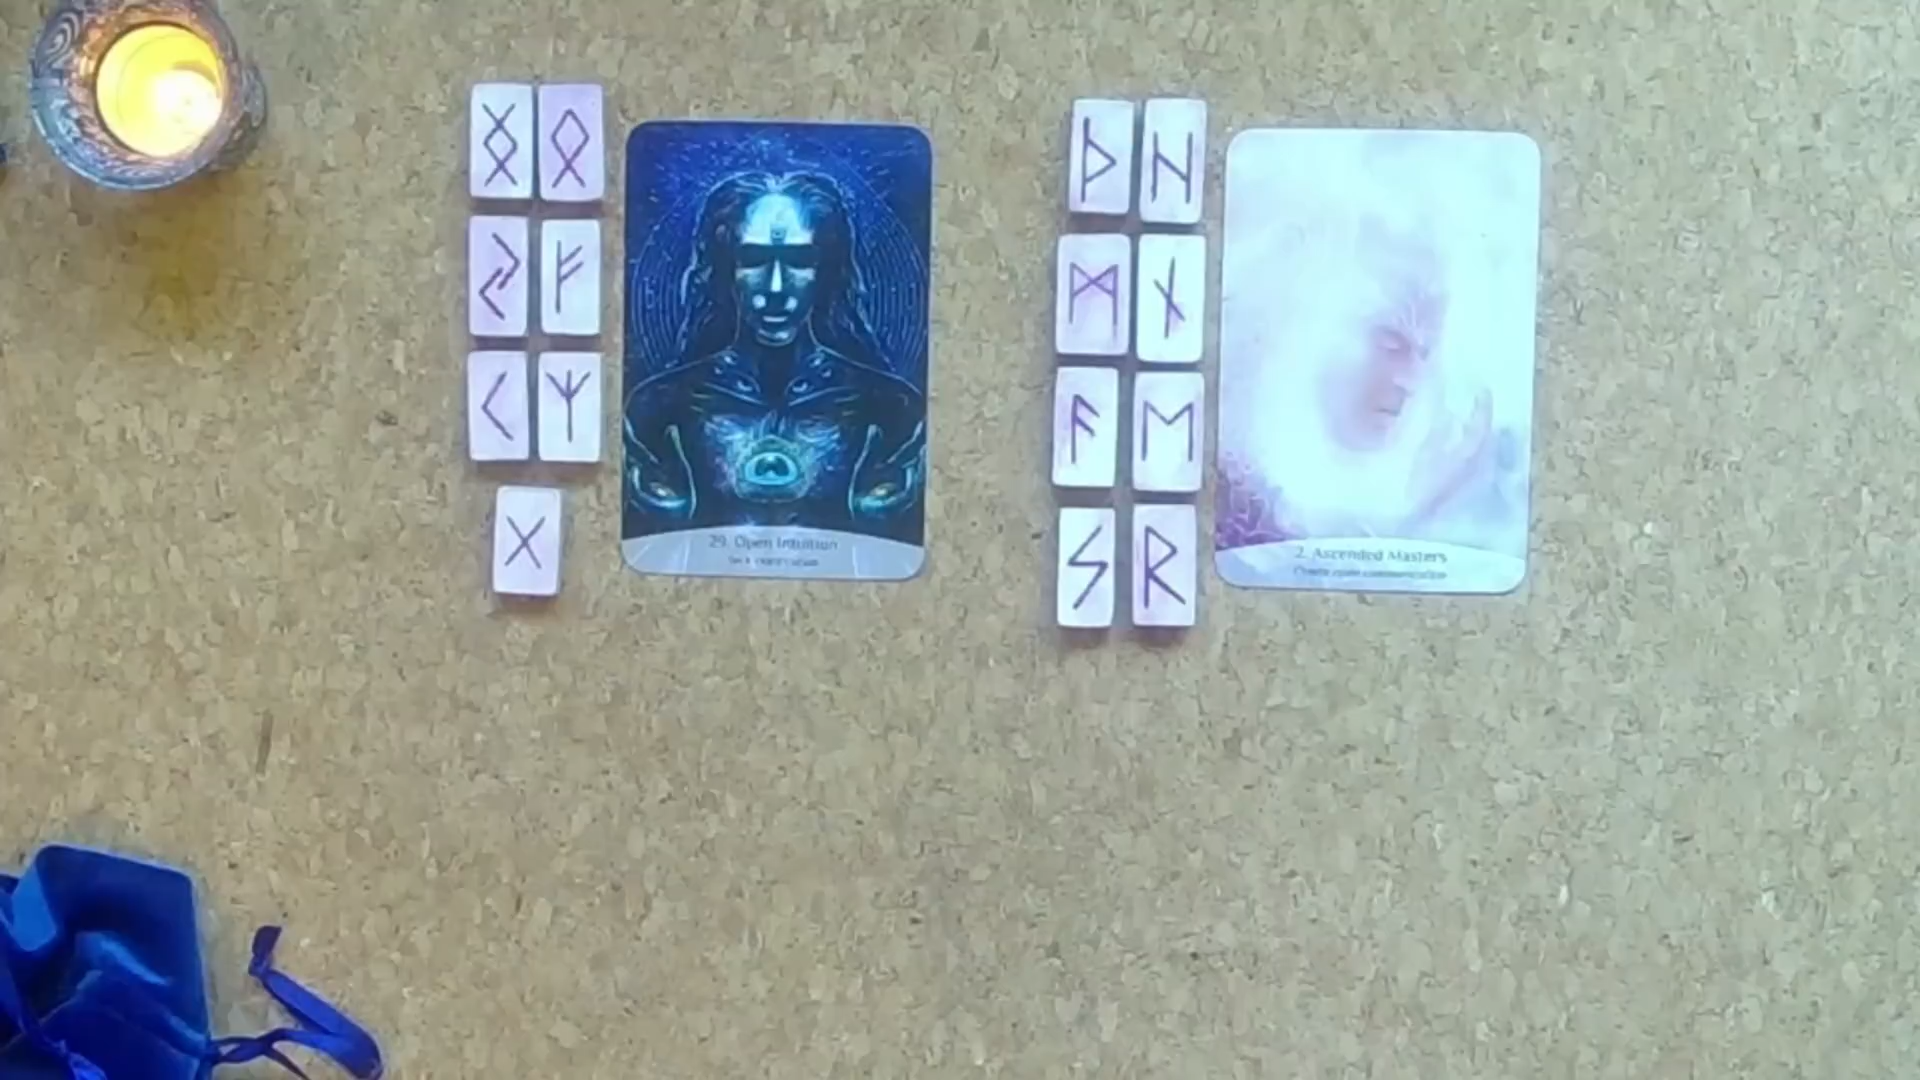 ᛝ ᛟ
ᛃ ᚠ
ᚲ ᛉ
ᚷ
29. Open Intuition
ᚦ ᚺ
ᛗ ᚾ
ᚨ ᛖ
ᛋ ᚱ
2. Ascended Masters